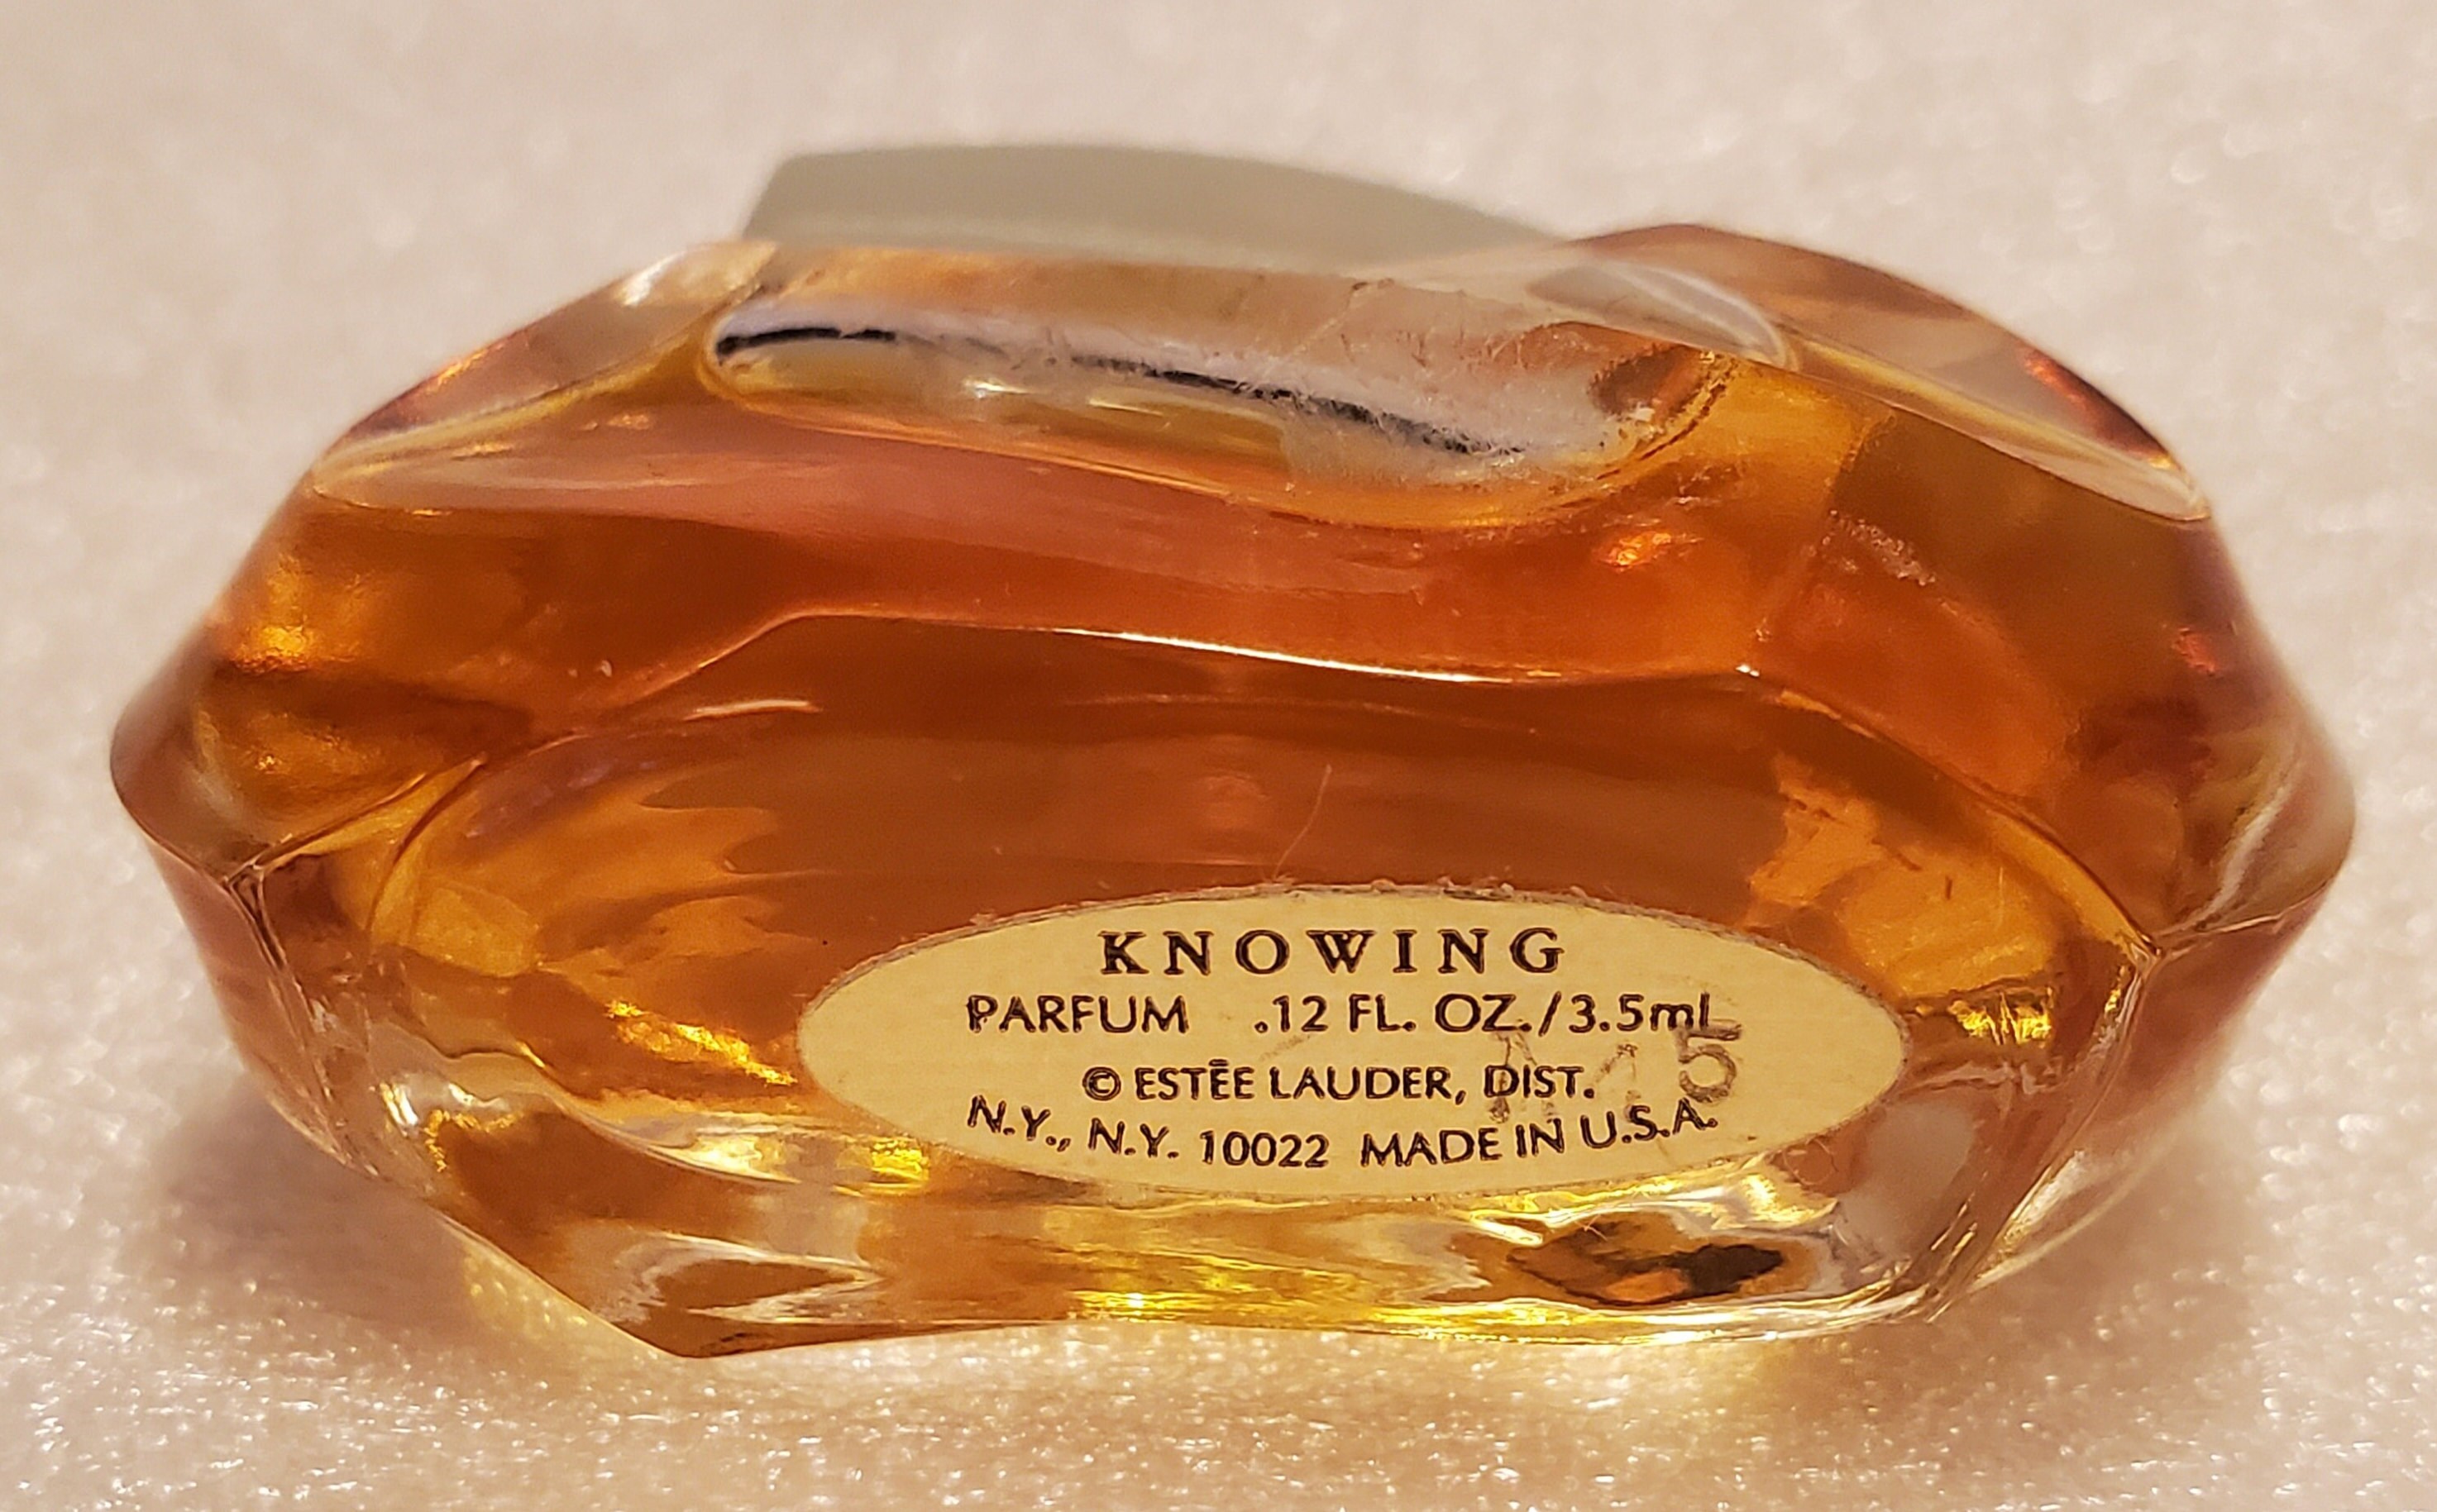 KNOWING
PARFUM .12 FL. OZ./3.5mL
© ESTĒE LAUDER, DIST.
N.Y., N.Y. 10022 MADE IN U.S.A.